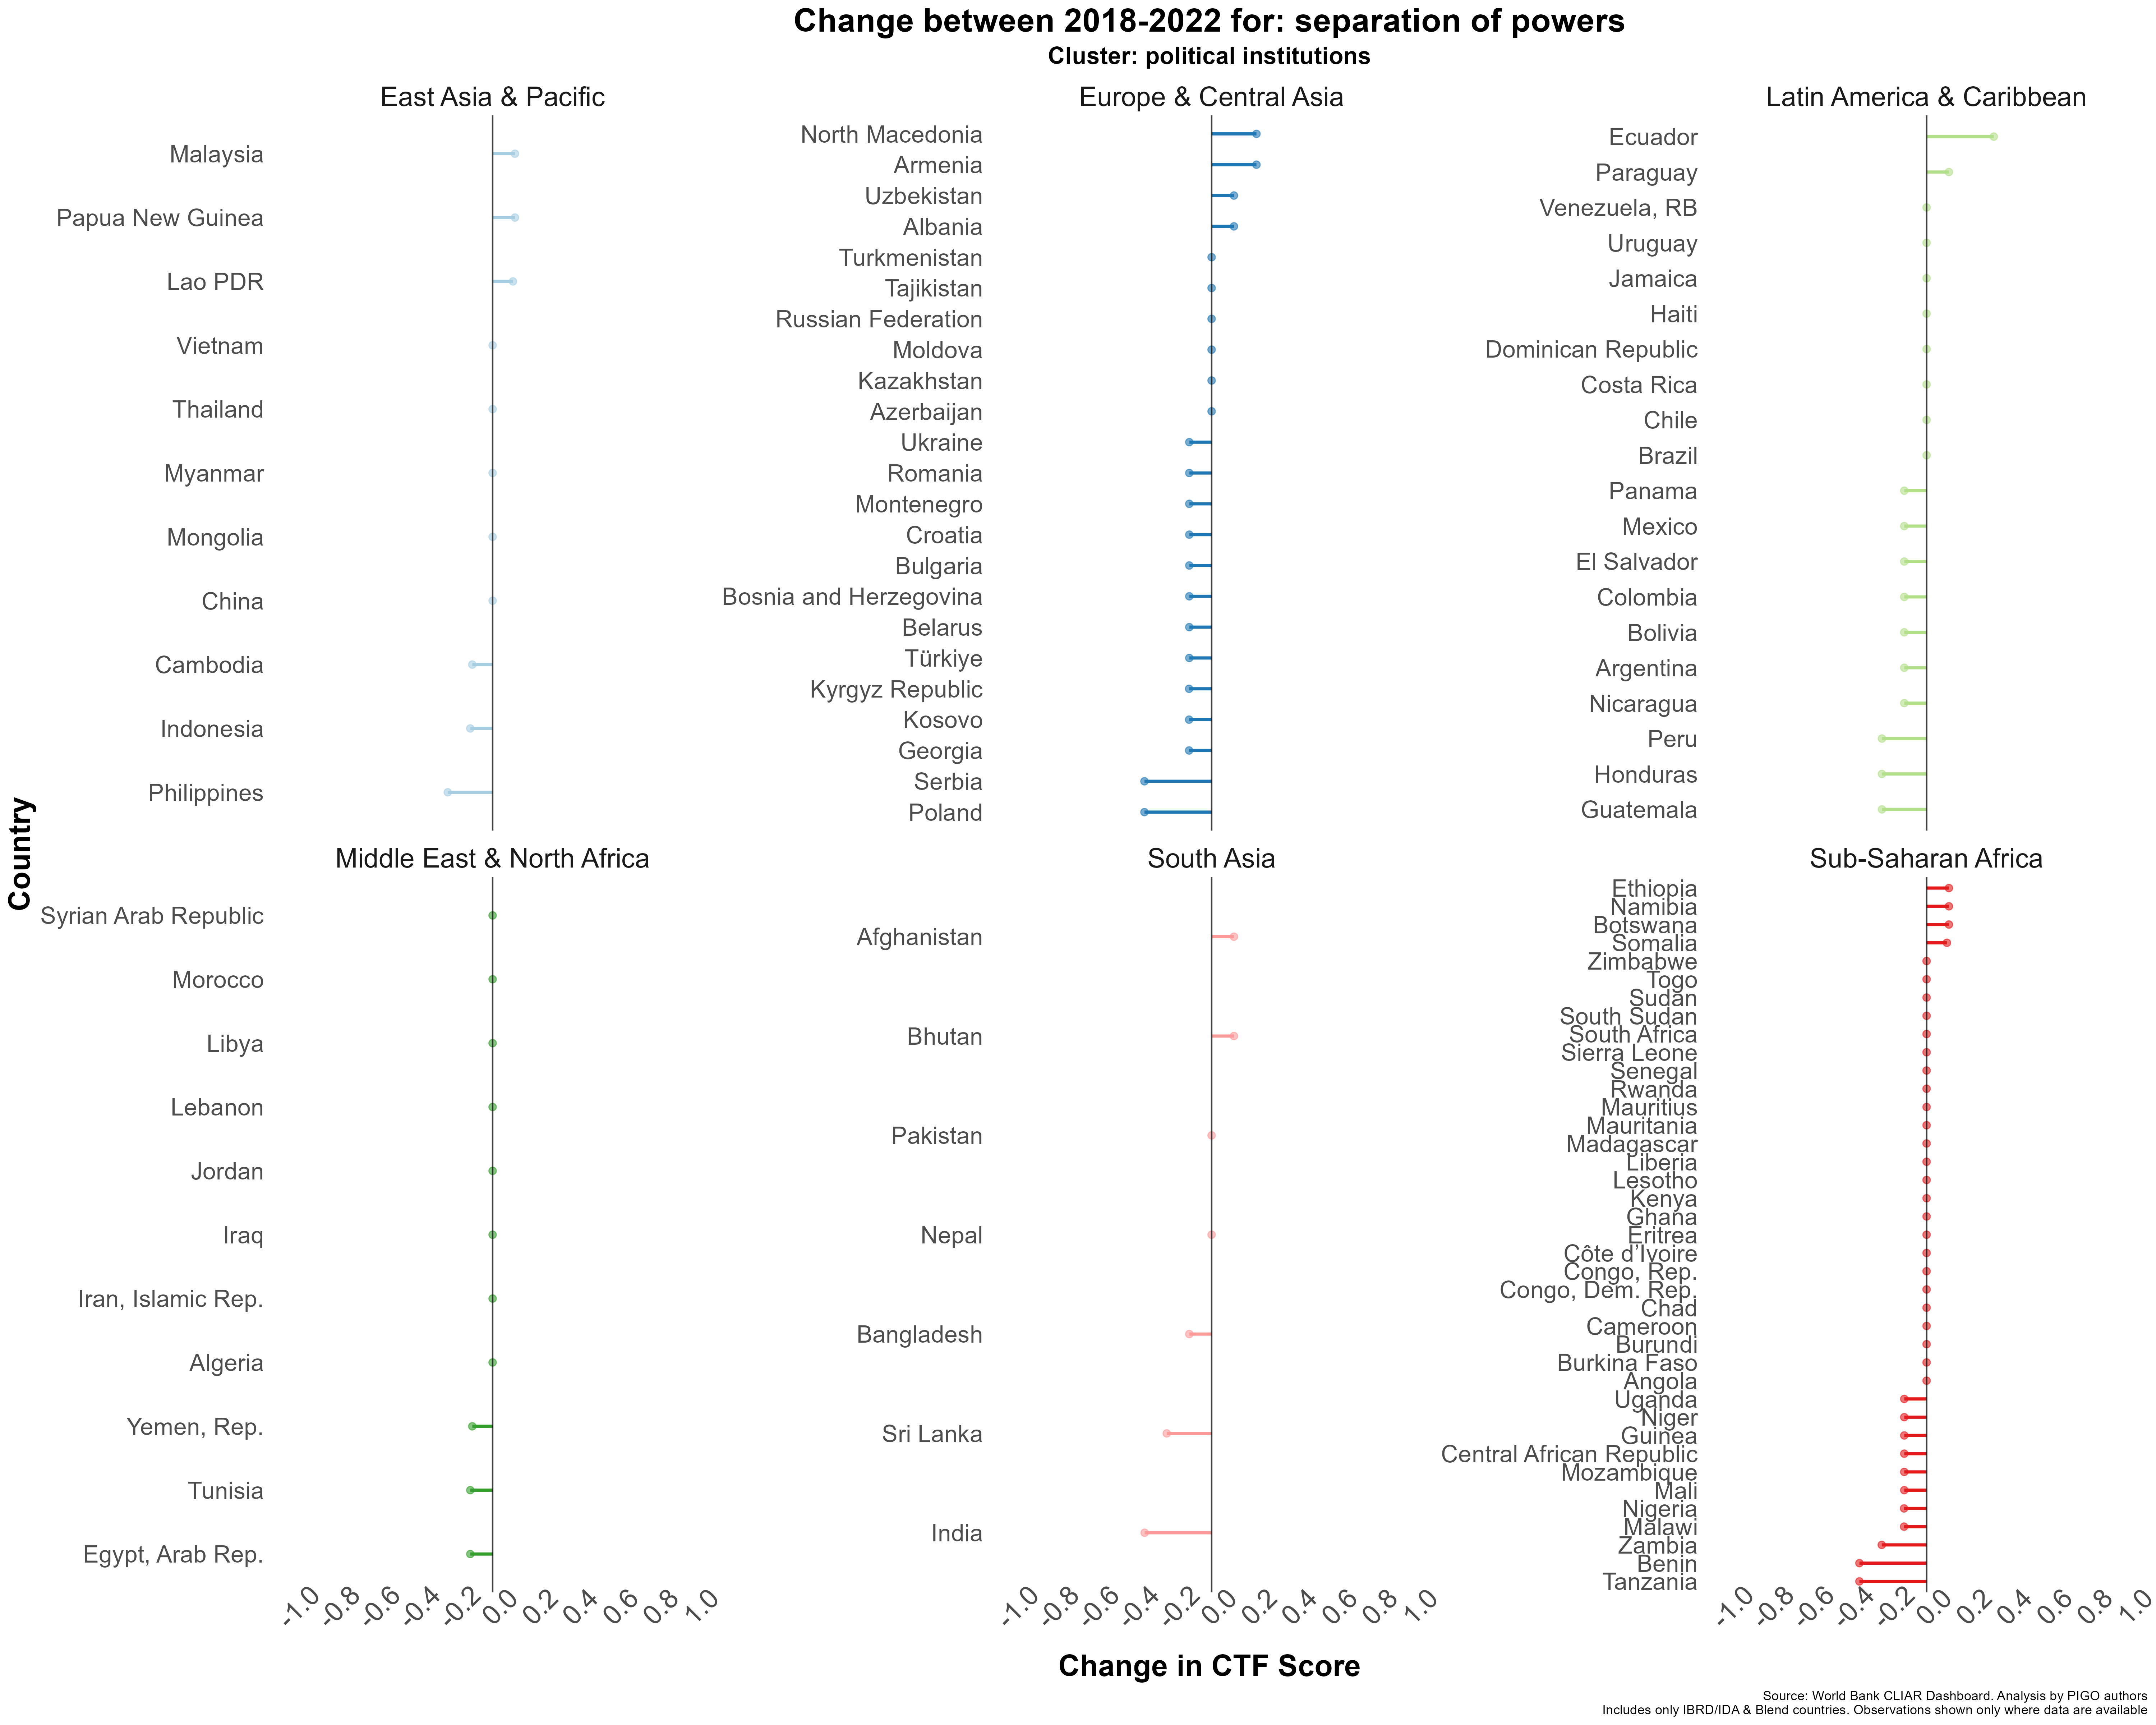 Change between 2018-2022 for: separation of powers
Cluster: political institutions
East Asia & Pacific
Malaysia
Papua New Guinea
Lao PDR
Vietnam
Thailand
Myanmar
Mongolia
China
Cambodia
Indonesia
Philippines
Europe & Central Asia
North Macedonia
Armenia
Uzbekistan
Albania
Turkmenistan
Tajikistan
Russian Federation
Moldova
Kazakhstan
Azerbaijan
Ukraine
Romania
Montenegro
Croatia
Bulgaria
Bosnia and Herzegovina
Belarus
Türkiye
Kyrgyz Republic
Kosovo
Georgia
Serbia
Poland
Latin America & Caribbean
Ecuador
Paraguay
Venezuela, RB
Uruguay
Jamaica
Haiti
Dominican Republic
Costa Rica
Chile
Brazil
Panama
Mexico
El Salvador
Colombia
Bolivia
Argentina
Nicaragua
Peru
Honduras
Guatemala
Country
Middle East & North Africa
Syrian Arab Republic
Morocco
Libya
Lebanon
Jordan
Iraq
Iran, Islamic Rep.
Algeria
Yemen, Rep.
Tunisia
Egypt, Arab Rep.
-1.0 -0.8 -0.6 -0.4 -0.2 0.0 0.2 0.4 0.6 0.8 1.0
South Asia
Afghanistan
Bhutan
Pakistan
Nepal
Bangladesh
Sri Lanka
India
-1.0 -0.8 -0.6 -0.4 -0.2 0.0 0.2 0.4 0.6 0.8 1.0
Sub-Saharan Africa
Ethiopia
Namibia
Botswana
Somalia
Zimbabwe
Togo
Sudan
South Sudan
South Africa
Sierra Leone
Senegal
Rwanda
Mauritius
Mauritania
Madagascar
Liberia
Lesotho
Kenya
Ghana
Eritrea
Côte d'Ivoire
Congo, Rep.
Congo, Dem. Rep.
Chad
Cameroon
Burundi
Burkina Faso
Angola
Uganda
Niger
Guinea
Central African Republic
Mozambique
Mali
Nigeria
Malawi
Zambia
Benin
Tanzania
-1.0 -0.8 -0.6 -0.4 -0.2 0.0 0.2 0.4 0.6 0.8 1.0
Change in CTF Score
Source: World Bank CLIAR Dashboard. Analysis by PIGO authors
Includes only IBRD/IDA & Blend countries. Observations shown only where data are available